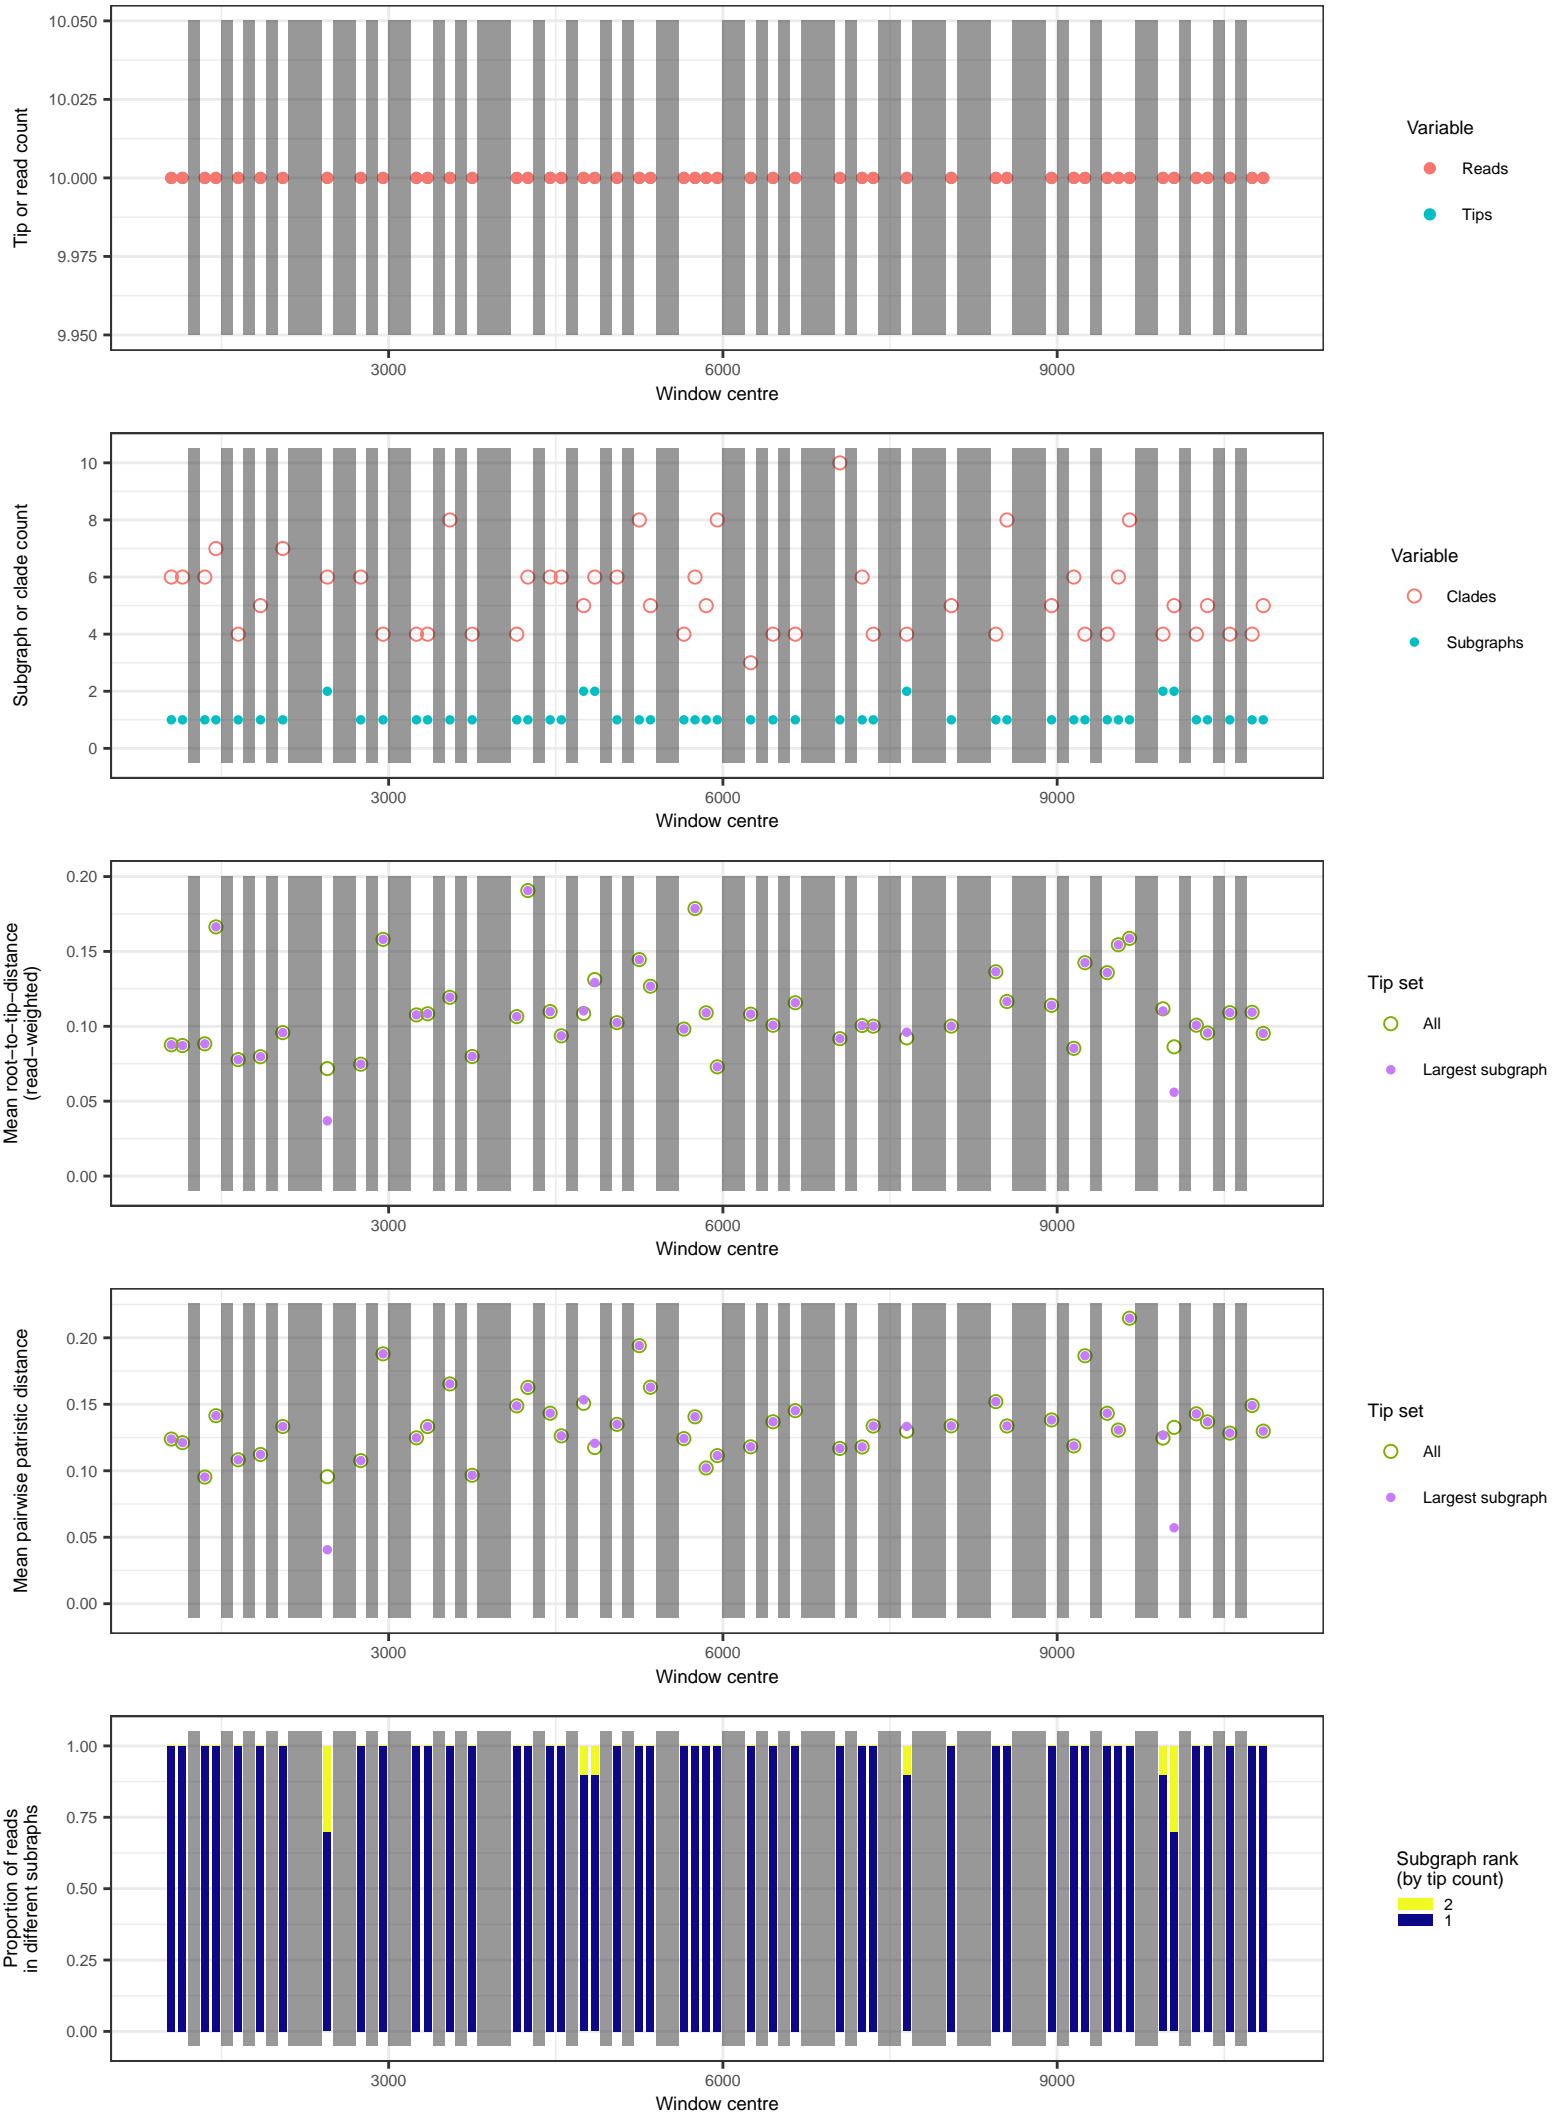 10.050
10.025
10.000
9.975
9.950
Tip or read count
3000
6000
9000
Window centre
Variable
Reads
Tips
10
8
6
4
2
0
Subgraph or clade count
3000
6000
9000
Window centre
Variable
Clades
Subgraphs
0.20
0.15
0.10
0.05
0.00
Mean root−to−tip−distance
(read−weighted)
3000
6000
9000
Window centre
Tip set
All
Largest subgraph
0.20
0.15
0.10
0.05
0.00
Mean pairwise patristic distance
3000
6000
9000
Window centre
Tip set
All
Largest subgraph
1.00
0.75
0.50
0.25
0.00
Proportion of reads
in different subraphs
3000
6000
9000
Window centre
Subgraph rank
(by tip count)
2
1